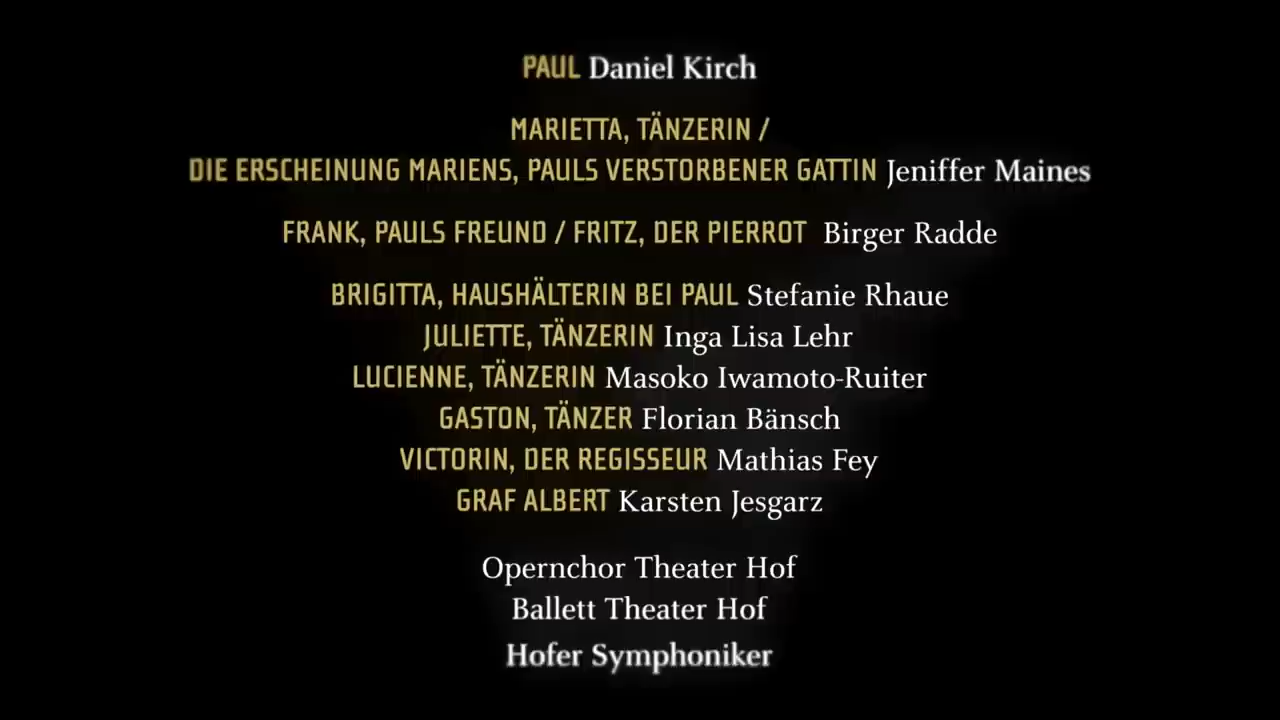 PAUL Daniel Kirch
MARIETTA, TÄNZERIN /
DIE ERSCHEINUNG MARIENS, PAULS VERSTORBENER GATTIN Jeniffer Maines
FRANK, PAULS FREUND / FRITZ, DER PIERROT Birger Radde
BRIGITTA, HAUSHÄLTERIN BEI PAUL Stefanie Rhaue
JULIETTE, TÄNZERIN Inga Lisa Lehr
LUCIENNE, TÄNZERIN Masoko Iwamoto-Ruiter
GASTON, TÄNZER Florian Bänsch
VICTORIN, DER REGISSEUR Mathias Fey
GRAF ALBERT Karsten Jesgarz
Opernchor Theater Hof
Ballett Theater Hof
Hofer Symphoniker